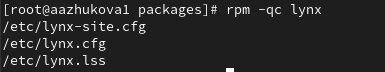 [root@aazhukova1 packages]# rpm -qc lynx
/etc/lynx-site.cfg
/etc/lynx.cfg
/etc/lynx.lss